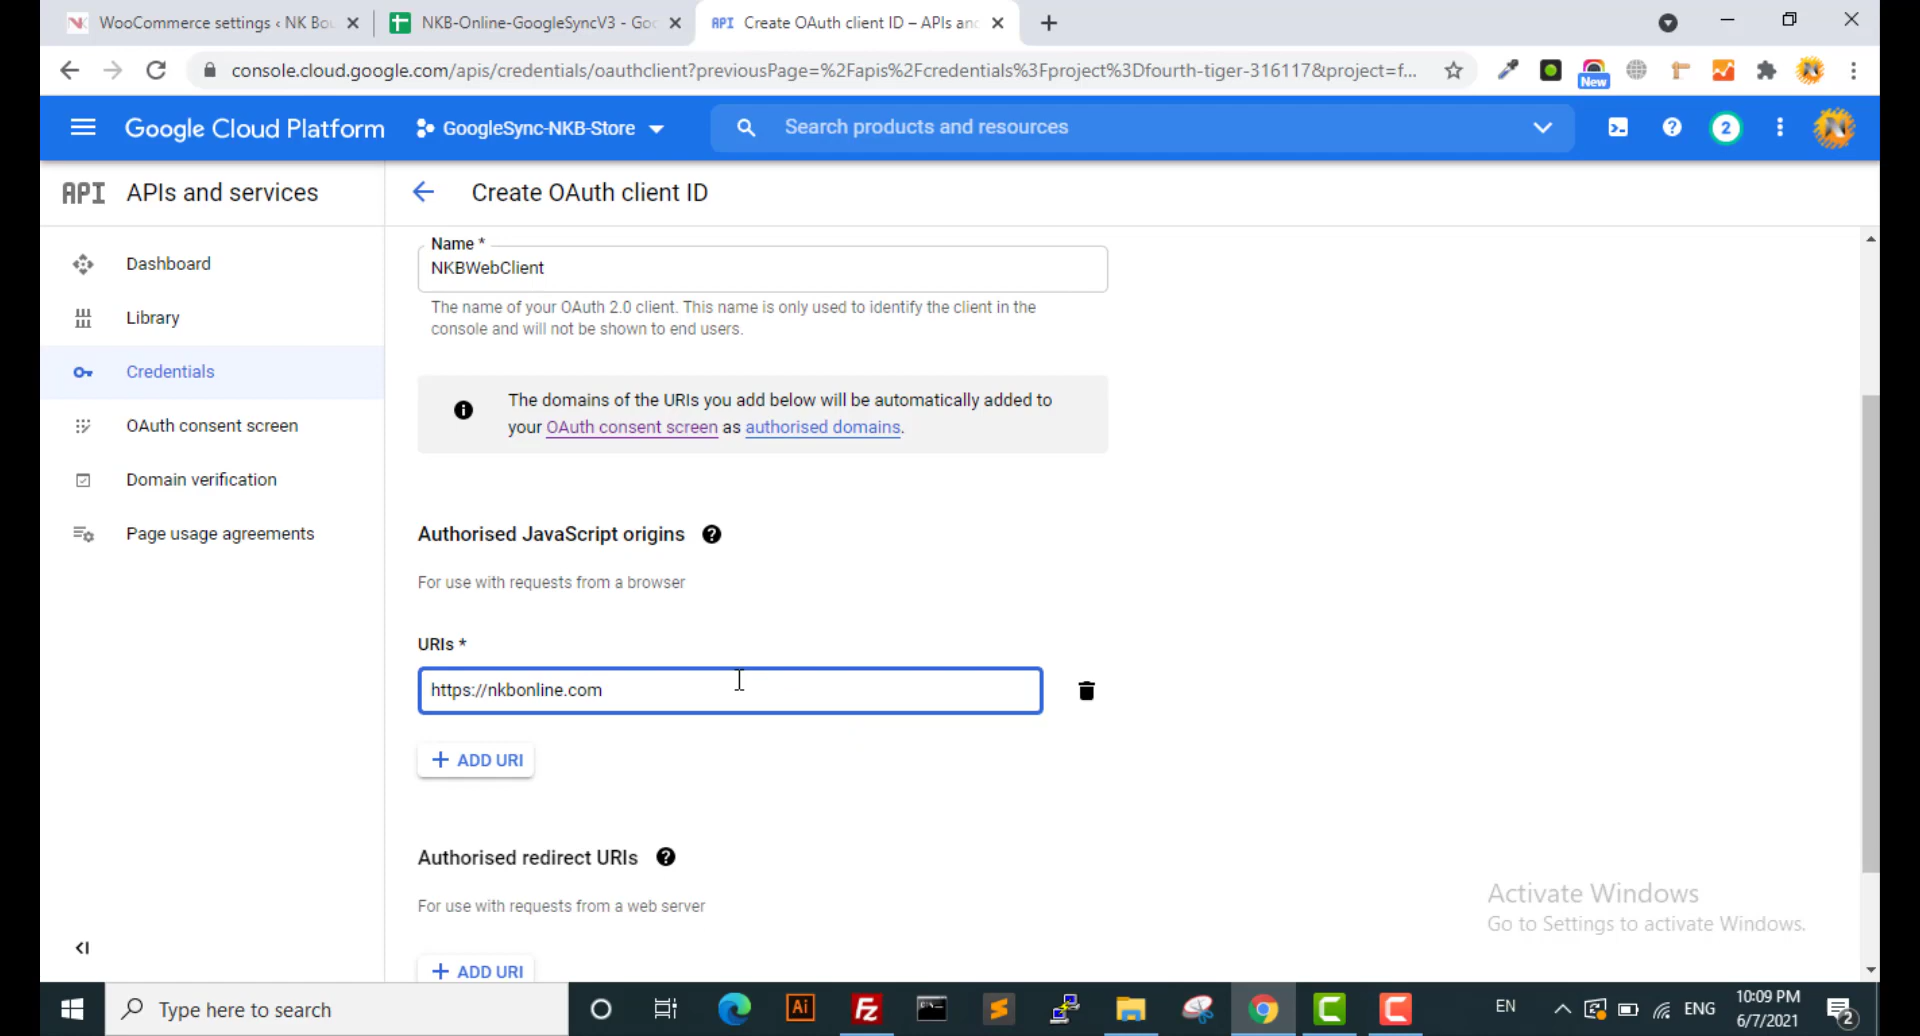 WooCommerce settings ‹ NK Bou
NKB-Online-GoogleSyncV3 - Goo
API Create OAuth client ID – APIs and
console.cloud.google.com/apis/credentials/oauthclient?previousPage=%2Fapis%2Fcredentials%3Fproject%3Dfourth-tiger-316117&project=f...
New
Google Cloud Platform
GoogleSync-NKB-Store
Search products and resources
2
API APIs and services
Create OAuth client ID
Dashboard
Library
Credentials
OAuth consent screen
Domain verification
Page usage agreements
Name *
NKBWebClient
The name of your OAuth 2.0 client. This name is only used to identify the client in the
console and will not be shown to end users.
The domains of the URIs you add below will be automatically added to
your OAuth consent screen as authorised domains.
Authorised JavaScript origins
For use with requests from a browser
URIs *
https://nkbonline.com
+ ADD URI
Authorised redirect URIs
For use with requests from a web server
+ ADD URI
Activate Windows
Go to Settings to activate Windows.
Type here to search
Ai
Fz
C
C
EN
ENG
10:09 PM
6/7/2021
2